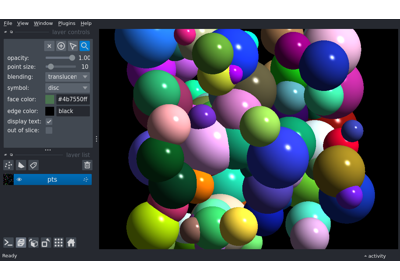 File View Window Plugins Help
layer controls
opacity: 1.00
point size: 10
blending: translucen
symbol: disc
face color: #4b7550ff
edge color: black
display text:
out of slice:
layer list
pts
Ready
activity